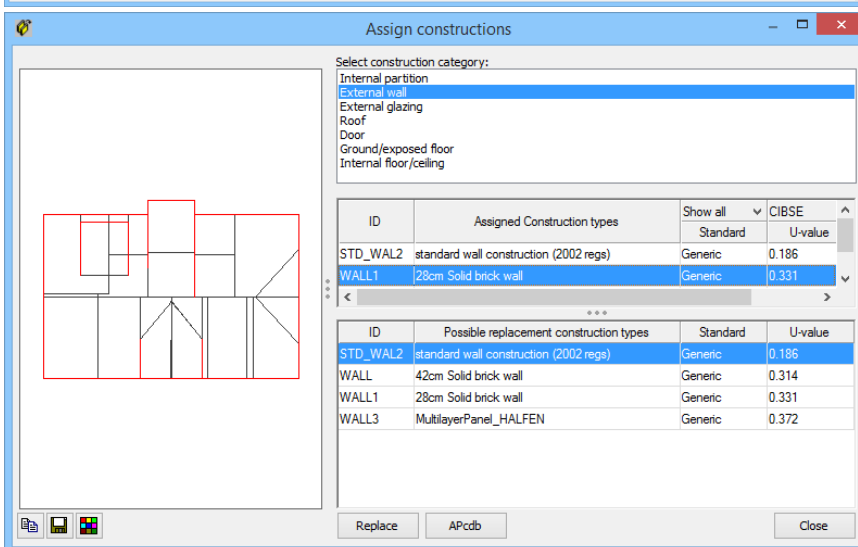 Assign constructions
Select construction category:
Internal partition
External wall
External glazing
Roof
Door
Ground/exposed floor
Internal floor/ceiling
ID Assigned Construction types Show all CIBSE
Standard U-value
STD_WAL2 standard wall construction (2002 regs) Generic 0.186
WALL1 28cm Solid brick wall Generic 0.331
ID Possible replacement construction types Standard U-value
STD_WAL2 standard wall construction (2002 regs) Generic 0.186
WALL 42cm Solid brick wall Generic 0.314
WALL1 28cm Solid brick wall Generic 0.331
WALL3 MultilayerPanel_HALFEN Generic 0.372
Replace APcdb Close